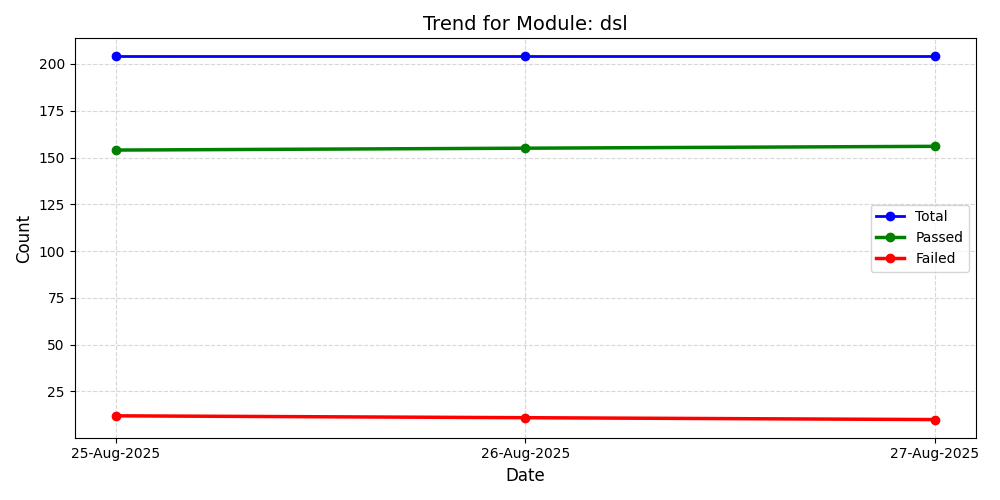 Trend for Module: dsl
Count
200
175
150
125
100
75
50
25
Total
Passed
Failed
25-Aug-2025
26-Aug-2025
27-Aug-2025
Date